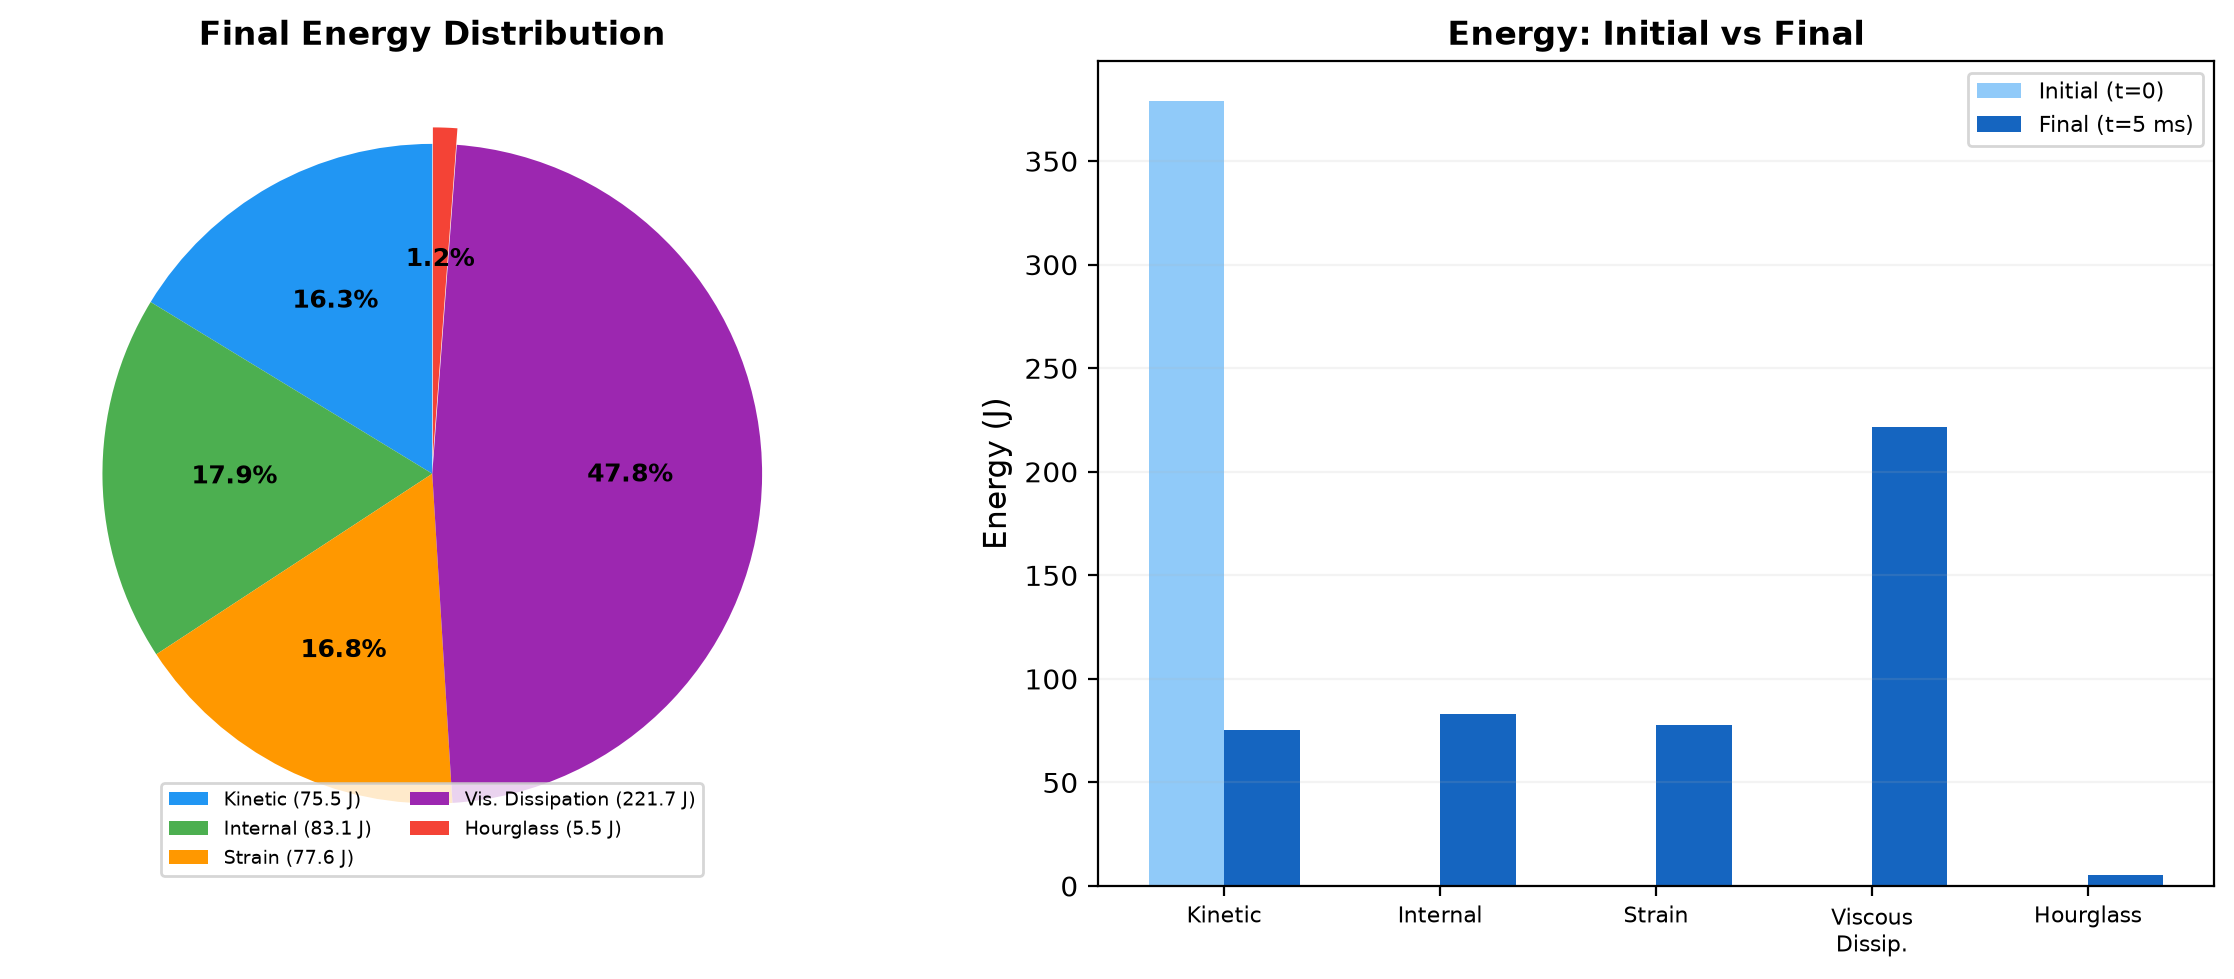 Final Energy Distribution
1.2%
16.3%
17.9%
47.8%
16.8%
Kinetic (75.5 J)
Internal (83.1 J)
Strain (77.6 J)
Vis. Dissipation (221.7 J)
Hourglass (5.5 J)
Energy: Initial vs Final
Initial (t=0)
Final (t=5 ms)
Energy (J)
350
300
250
200
150
100
50
0
Kinetic
Internal
Strain
Viscous
Dissip.
Hourglass